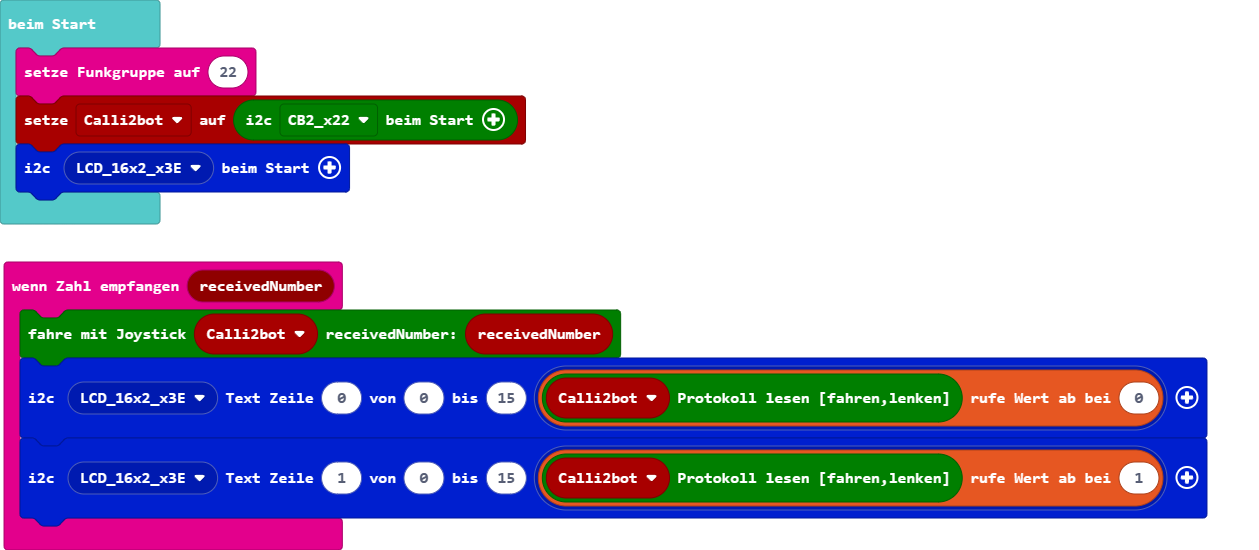 beim Start
setze Funkgruppe auf 22
setze Calli2bot auf i2c CB2_x22 beim Start
i2c LCD_16x2_x3E beim Start
wenn Zahl empfangen receivedNumber
fahre mit Joystick Calli2bot receivedNumber: receivedNumber
i2c LCD_16x2_x3E Text Zeile 0 von 0 bis 15 Calli2bot Protokoll lesen [fahren,lenken] rufe Wert ab bei 0
i2c LCD_16x2_x3E Text Zeile 1 von 0 bis 15 Calli2bot Protokoll lesen [fahren,lenken] rufe Wert ab bei 1